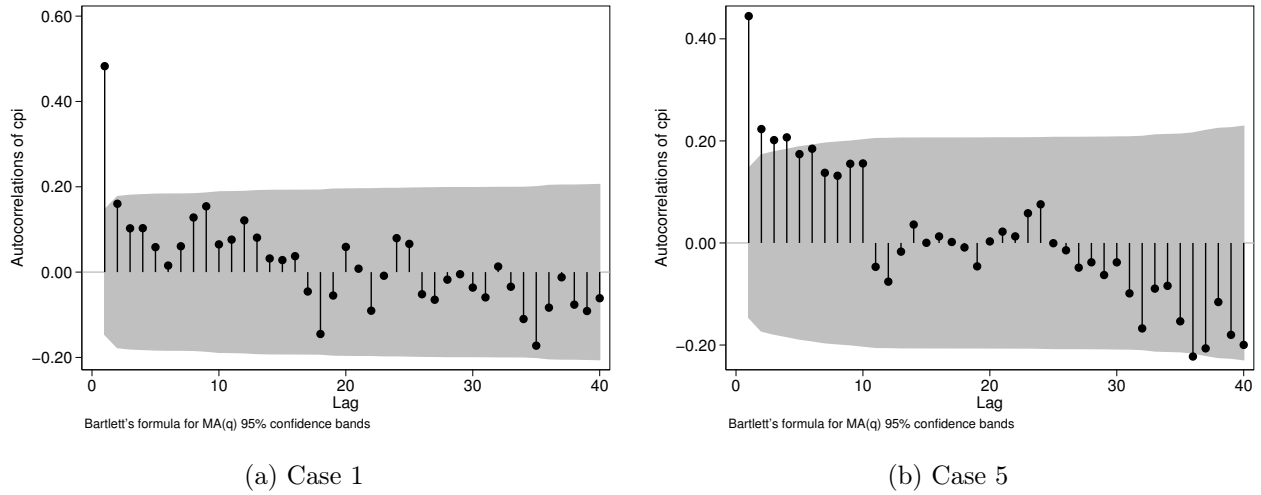 0.60
0.40
0.20
0.00
−0.20
Autocorrelations of cpi
0 10 20 30 40
Lag
Bartlett's formula for MA(q) 95% confidence bands
(a) Case 1
0.40
0.20
0.00
−0.20
Autocorrelations of cpi
0 10 20 30 40
Lag
Bartlett's formula for MA(q) 95% confidence bands
(b) Case 5